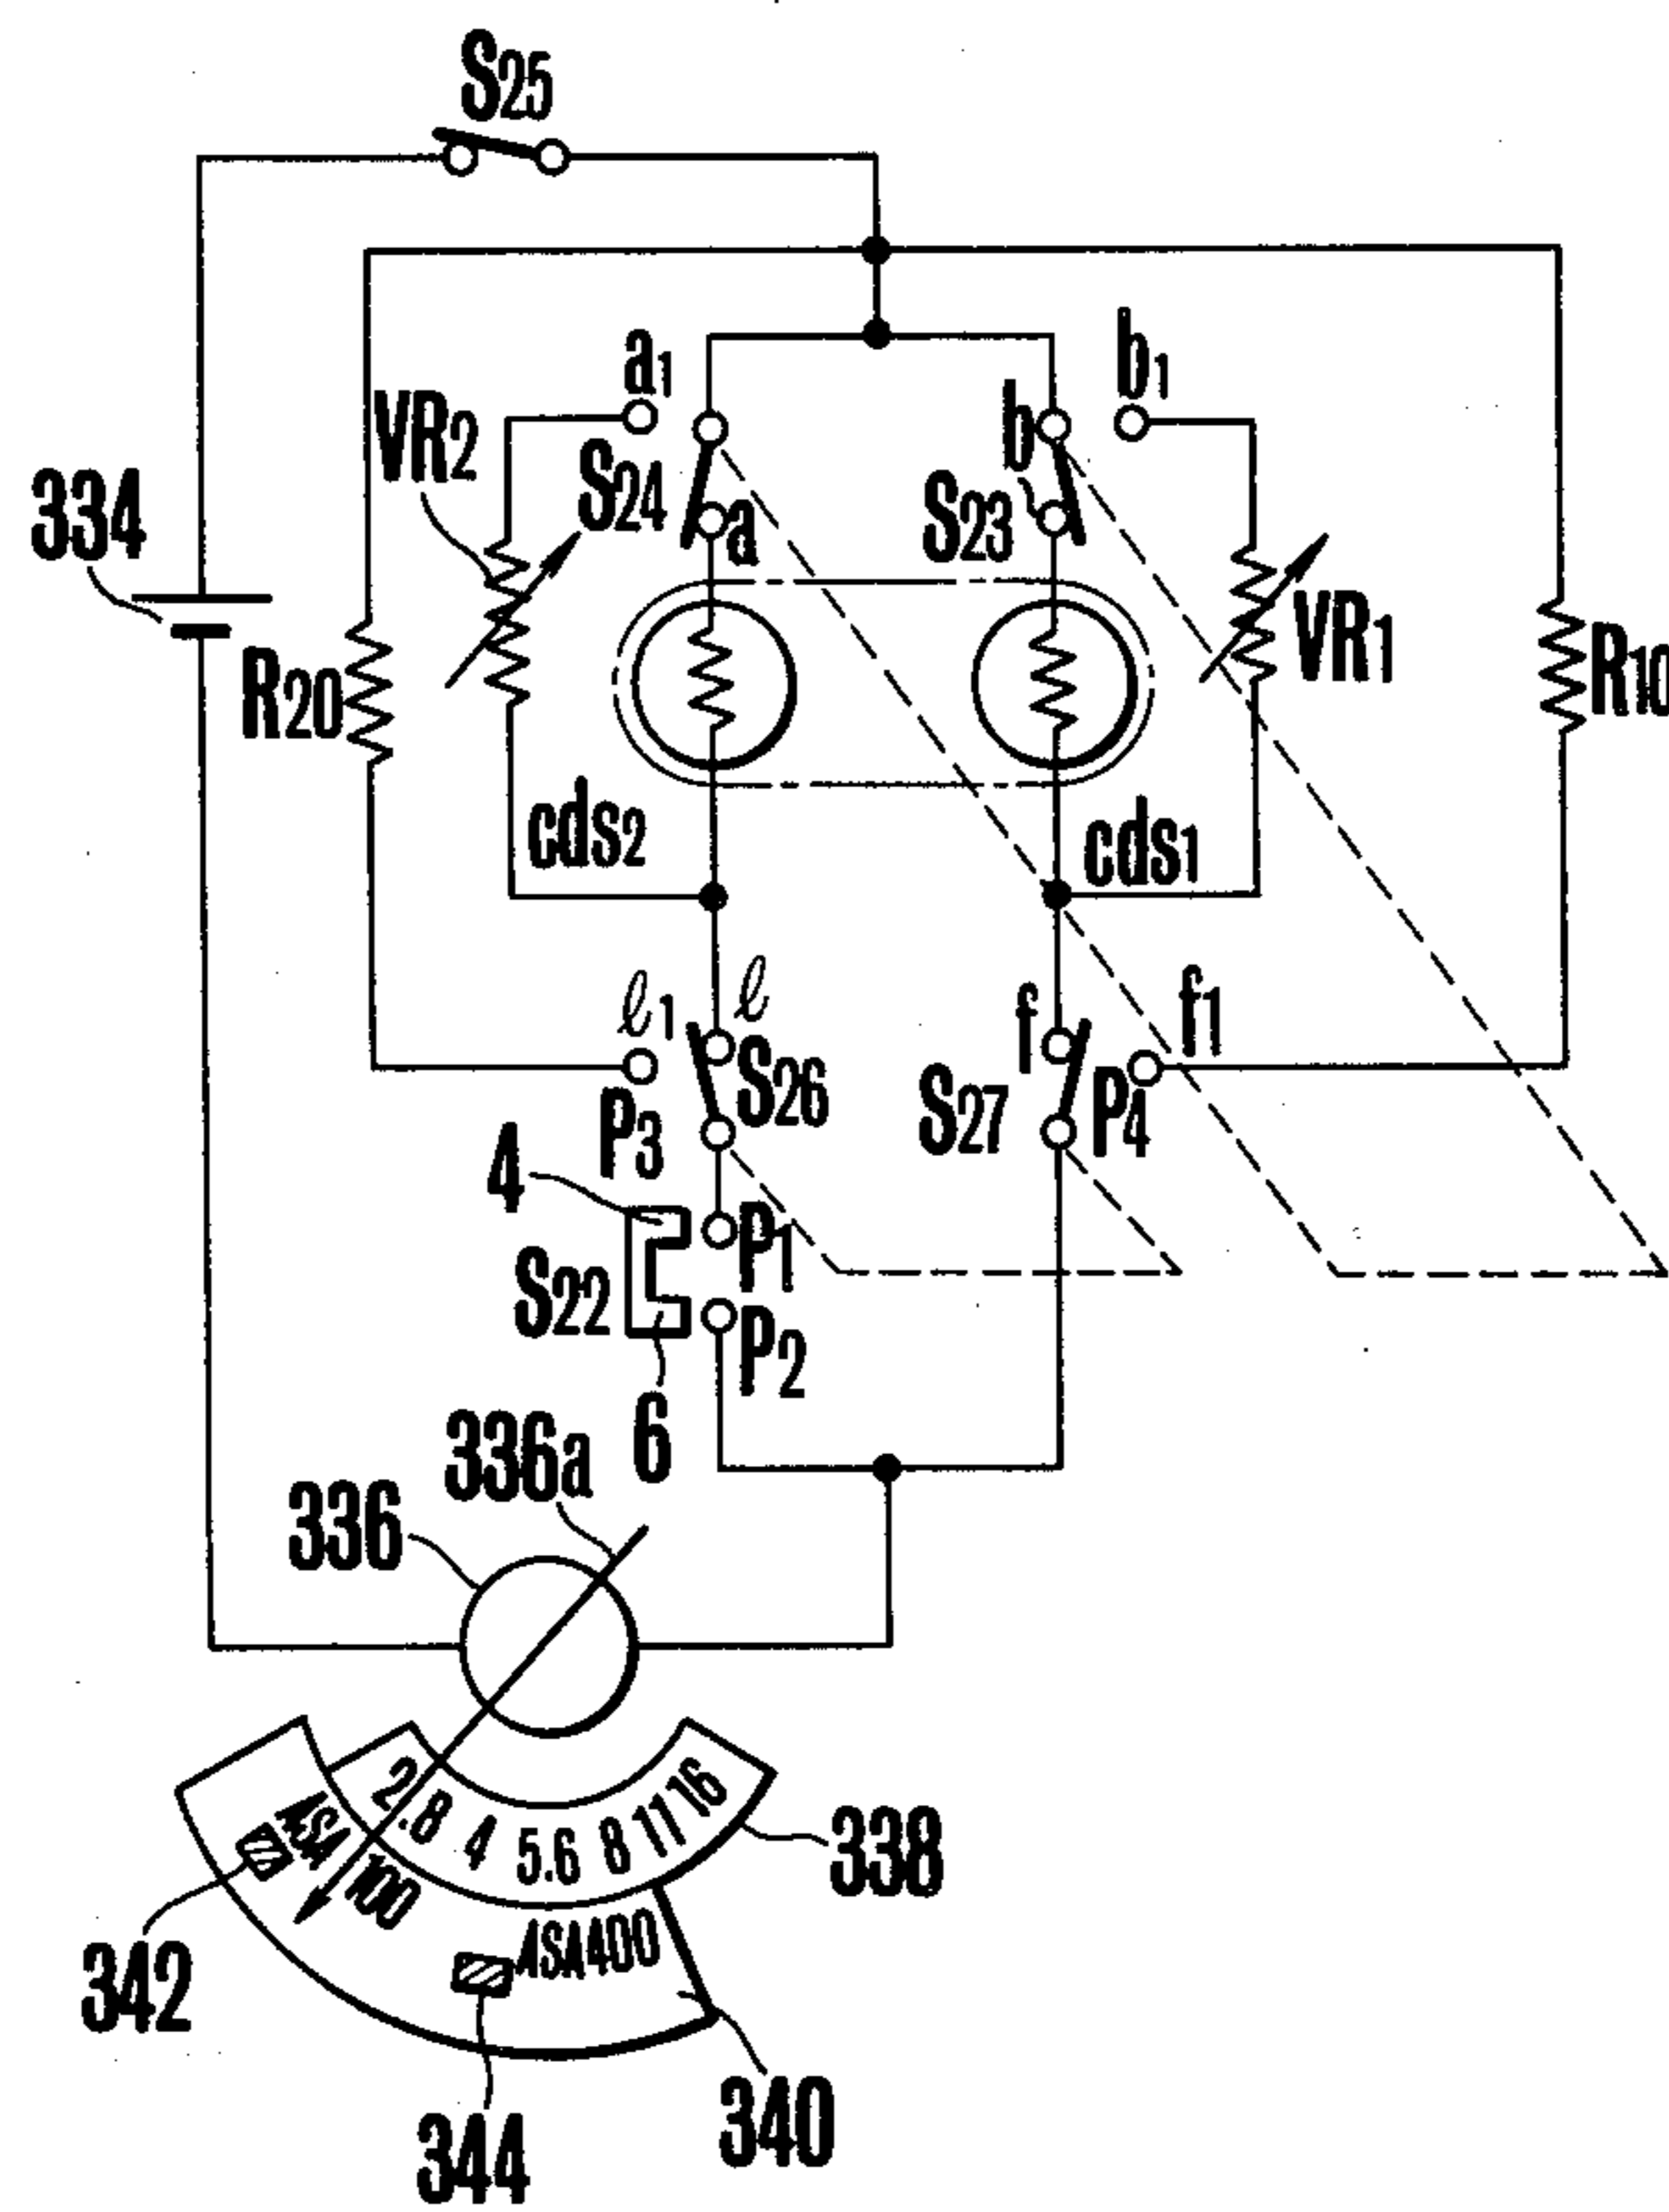 S25
a1
b1
VR2
b
334
S24
a
S23
VR1
R20
R10
cds2
cds1
ℓ1
ℓ
f
f1
S26
S27
P3
P4
4
P1
S22
P2
6
336a
336
2.8 4 5.6 8 11 16
338
ASA 100
ASA400
342
344
340